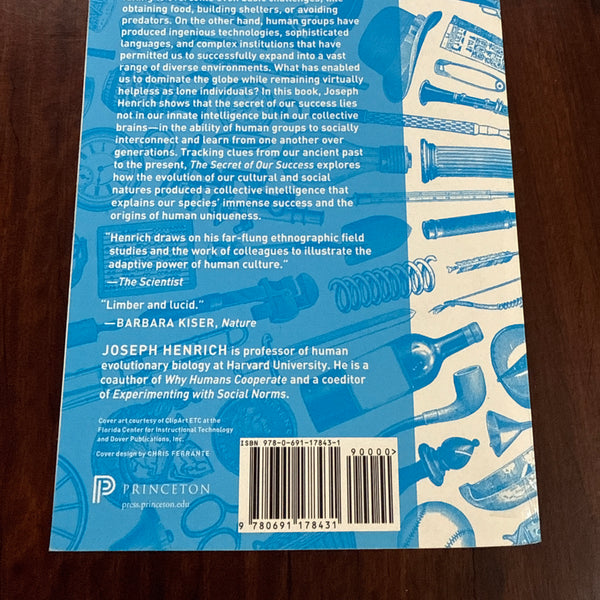 obtaining food, building shelters, or avoiding
predators. On the other hand, human groups have
produced ingenious technologies, sophisticated
languages, and complex institutions that have
permitted us to successfully expand into a vast
range of diverse environments. What has enabled
us to dominate the globe while remaining virtually
helpless as lone individuals? In this book, Joseph
Henrich shows that the secret of our success lies
not in our innate intelligence but in our collective
brains—in the ability of human groups to socially
interconnect and learn from one another over
generations. Tracking clues from our ancient past
to the present, The Secret of Our Success explores
how the evolution of our cultural and social
natures produced a collective intelligence that
explains our species' immense success and the
origins of human uniqueness.
"Henrich draws on his far-flung ethnographic field
studies and the work of colleagues to illustrate the
adaptive power of human culture."
—The Scientist
"Limber and lucid."
—BARBARA KISER, Nature
JOSEPH HENRICH is professor of human
evolutionary biology at Harvard University. He is a
coauthor of Why Humans Cooperate and a coeditor
of Experimenting with Social Norms.
Cover art courtesy of ClipArt ETC at the
Florida Center for Instructional Technology
and Dover Publications, Inc.
Cover design by CHRIS FERRANTE
PRINCETON
press.princeton.edu
ISBN 978-0-691-17843-1
90000>
9 780691 178431